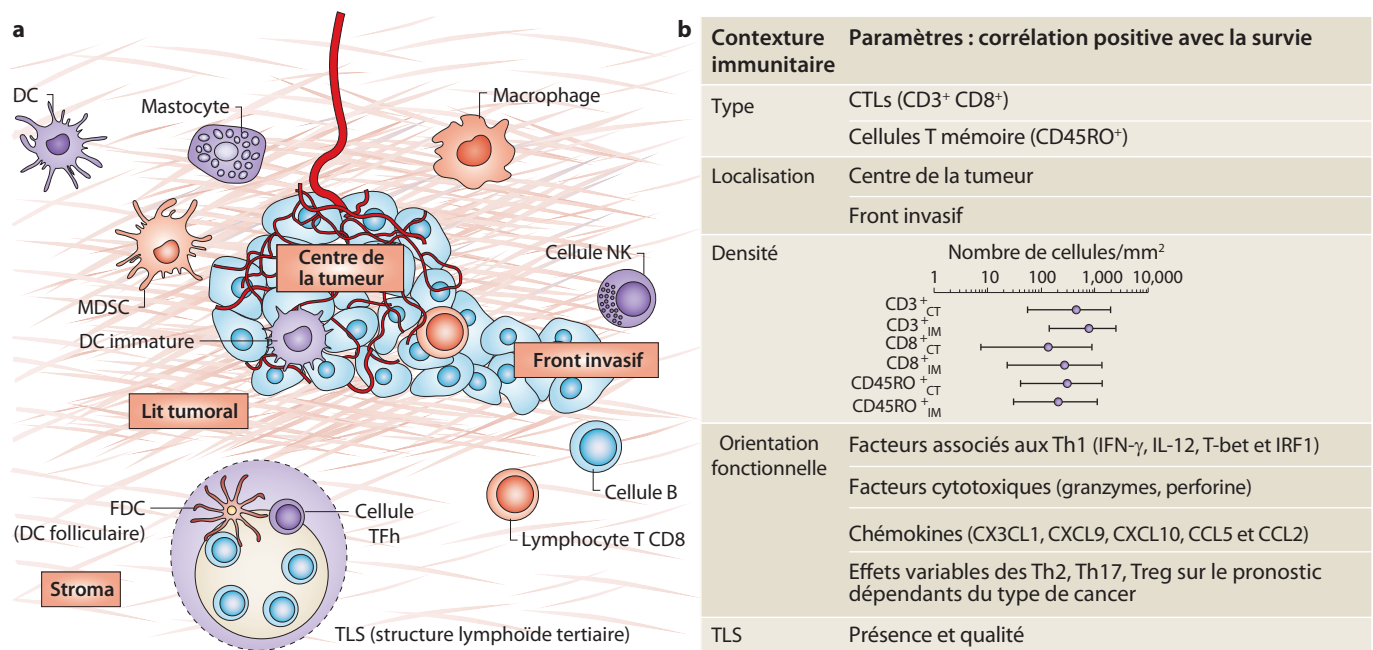 a
DC
Mastocyte
Macrophage
MDSC
Centre de
la tumeur
Cellule NK
DC immature
Front invasif
Lit tumoral
Cellule B
FDC
(DC folliculaire)
Cellule
TFh
Lymphocyte T CD8
Stroma
TLS (structure lymphoïde tertiaire)
b
Contexture
immunitaire
Paramètres : corrélation positive avec la survie
Type
CTLs (CD3⁺ CD8⁺)
Cellules T mémoire (CD45RO⁺)
Localisation
Centre de la tumeur
Front invasif
Densité
Nombre de cellules/mm²
1 10 100 1,000 10,000
CD3⁺CT
CD3⁺IM
CD8⁺CT
CD8⁺IM
CD45RO⁺CT
CD45RO⁺IM
Orientation
fonctionnelle
Facteurs associés aux Th1 (IFN-γ, IL-12, T-bet et IRF1)
Facteurs cytotoxiques (granzymes, perforine)
Chémokines (CX3CL1, CXCL9, CXCL10, CCL5 et CCL2)
Effets variables des Th2, Th17, Treg sur le pronostic
dépendants du type de cancer
TLS
Présence et qualité